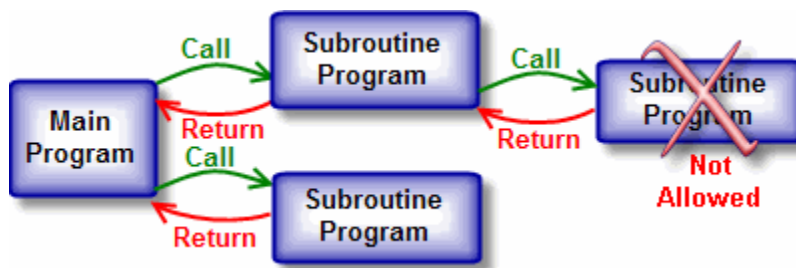 Call
Subroutine
Program
Call
Subroutine
Program
Return
Return
Main
Program
Not
Allowed
Call
Subroutine
Program
Return